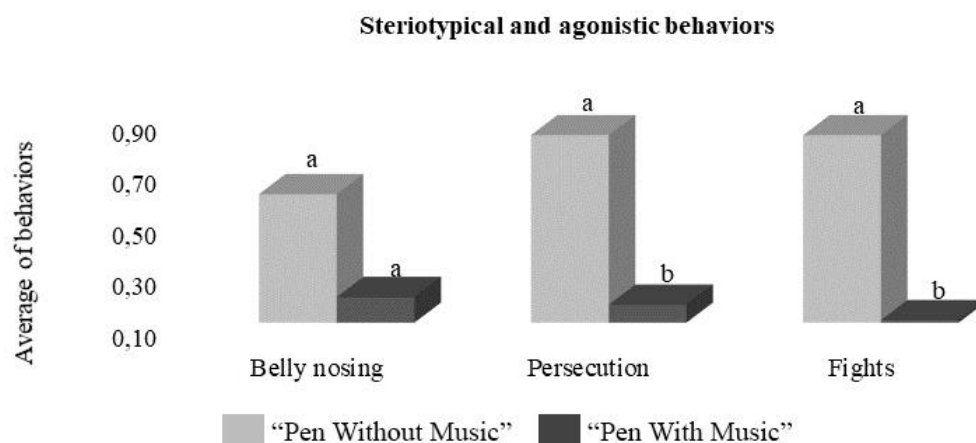 Steriotypical and agonistic behaviors
Average of behaviors
0,90
0,70
0,50
0,30
0,10
a
a
a
b
a
b
Belly nosing
Persecution
Fights
“Pen Without Music”
“Pen With Music”